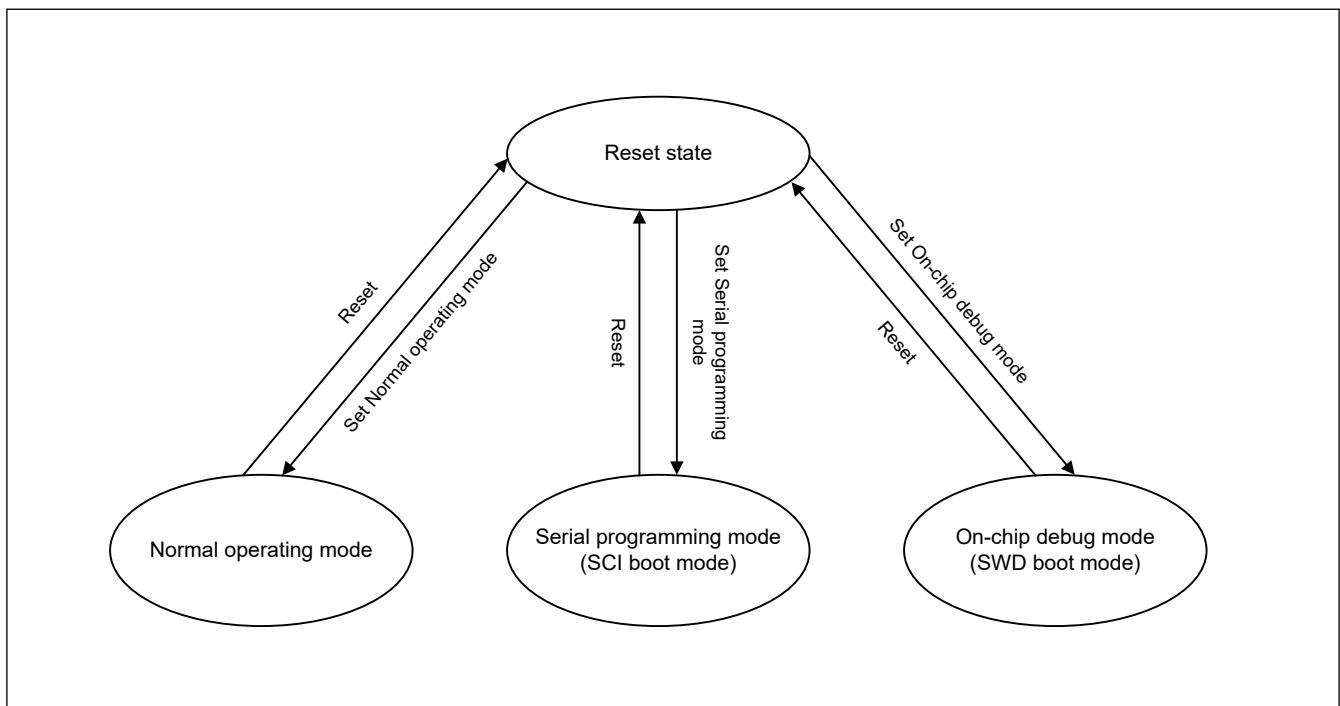 Reset state
Reset
Set Normal operating mode
Reset
Set Serial programming
mode
Set On-chip debug mode
Reset
Normal operating mode
Serial programming mode
(SCI boot mode)
On-chip debug mode
(SWD boot mode)